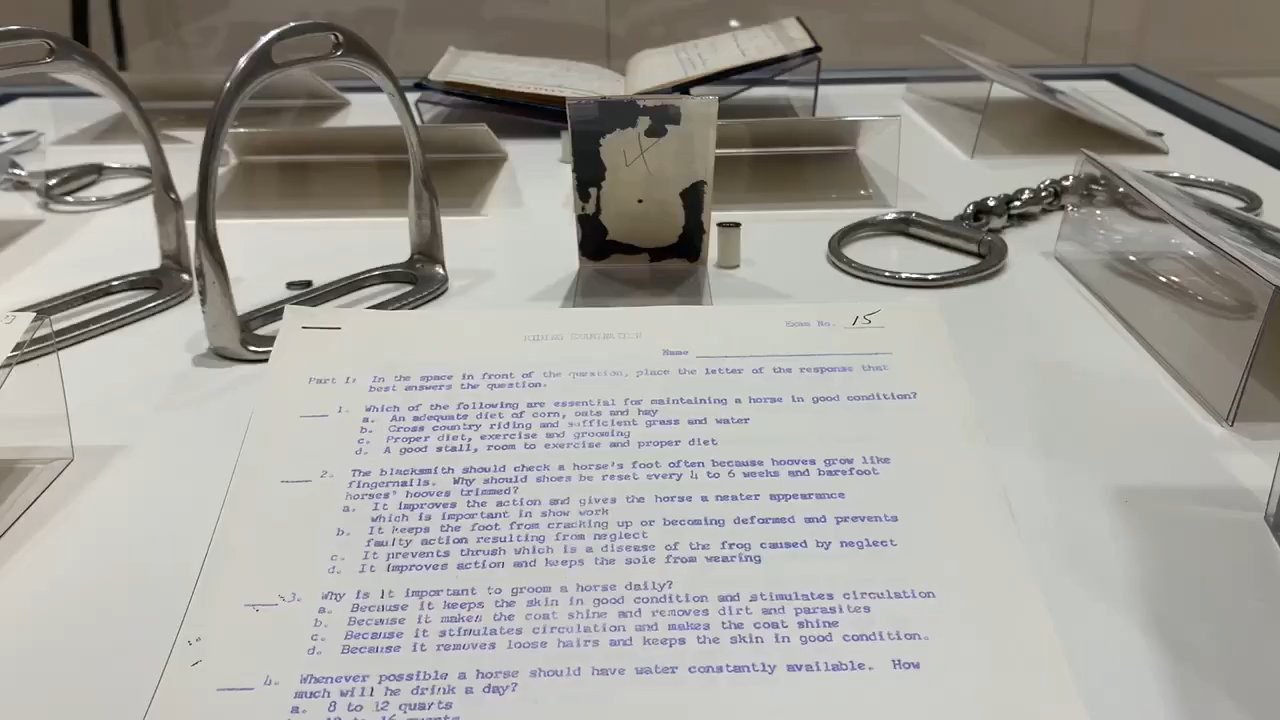 Exam No. 15
RIDING EXAMINATION
Name
Part I: In the space in front of the question, place the letter of the response that
best answers the question.
1. Which of the following are essential for maintaining a horse in good condition?
a. An adequate diet of corn, oats and hay
b. Cross country riding and sufficient grass and water
c. Proper diet, exercise and grooming
d. A good stall, room to exercise and proper diet
2. The blacksmith should check a horse's foot often because hooves grow like
fingernails. Why should shoes be reset every 4 to 6 weeks and barefoot
horses' hooves trimmed?
a. It improves the action and gives the horse a neater appearance
which is important in show work
b. It keeps the foot from cracking up or becoming deformed and prevents
faulty action resulting from neglect
c. It prevents thrush which is a disease of the frog caused by neglect
d. It improves action and keeps the sole from wearing
3. Why is it important to groom a horse daily?
a. Because it keeps the skin in good condition and stimulates circulation
b. Because it makes the coat shine and removes dirt and parasites
c. Because it stimulates circulation and makes the coat shine
d. Because it removes loose hairs and keeps the skin in good condition.
4. Whenever possible a horse should have water constantly available. How
much will he drink a day?
a. 8 to 12 quarts